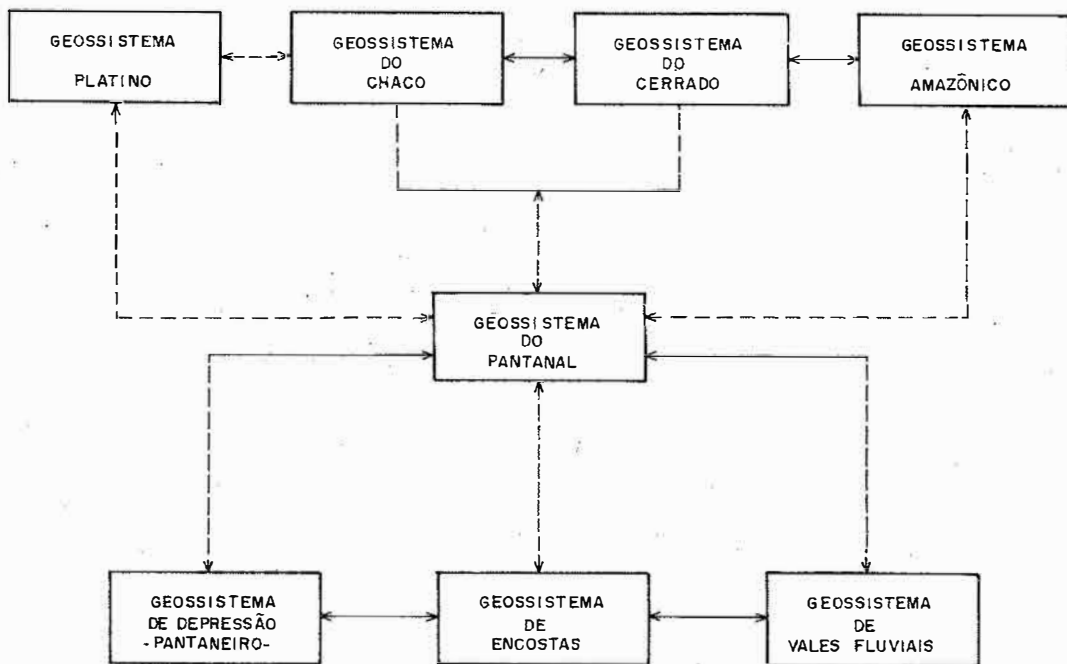 GEOSSISTEMA
PLATINO
GEOSSISTEMA
DO
CHACO
GEOSSISTEMA
DO
CERRADO
GEOSSISTEMA
AMAZÔNICO
GEOSSISTEMA
DO
PANTANAL
GEOSSISTEMA
DE DEPRESSÃO
-PANTANEIRO-
GEOSSISTEMA
DE
ENCOSTAS
GEOSSISTEMA
DE
VALES FLUVIAIS